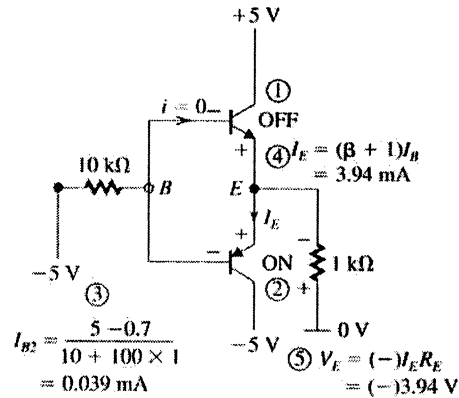 +5 V
①
i = 0
OFF
④ I_E = (β + 1)I_B
= 3.94 mA
10 kΩ
B
E
I_E
−5 V
ON
②
1 kΩ
③
I_B2 = 5 −0.7 / 10 + 100 × 1
= 0.039 mA
−5 V
0 V
⑤ V_E = (−)I_E R_E
= (−)3.94 V